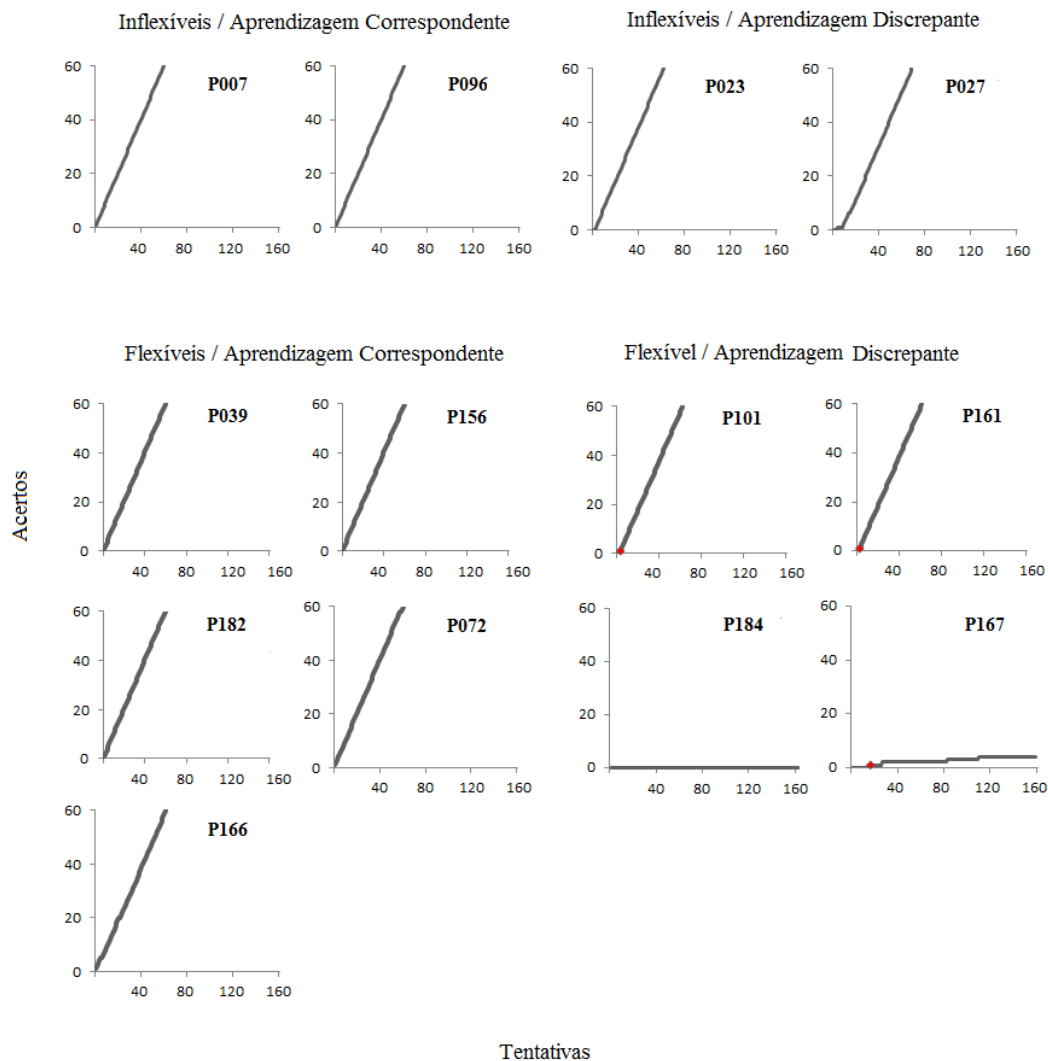 Inflexíveis / Aprendizagem Correspondente
Inflexíveis / Aprendizagem Discrepante
60
40
20
0
40 80 120 160
P007
60
40
20
0
40 80 120 160
P096
60
40
20
0
40 80 120 160
P023
60
40
20
0
40 80 120 160
P027
Flexíveis / Aprendizagem Correspondente
Flexível / Aprendizagem Discrepante
Acertos
60
40
20
0
40 80 120 160
P039
60
40
20
0
40 80 120 160
P156
60
40
20
0
40 80 120 160
P101
60
40
20
0
40 80 120 160
P161
60
40
20
0
40 80 120 160
P182
60
40
20
0
40 80 120 160
P072
60
40
20
0
40 80 120 160
P184
60
40
20
0
40 80 120 160
P167
60
40
20
0
40 80 120 160
P166
Tentativas